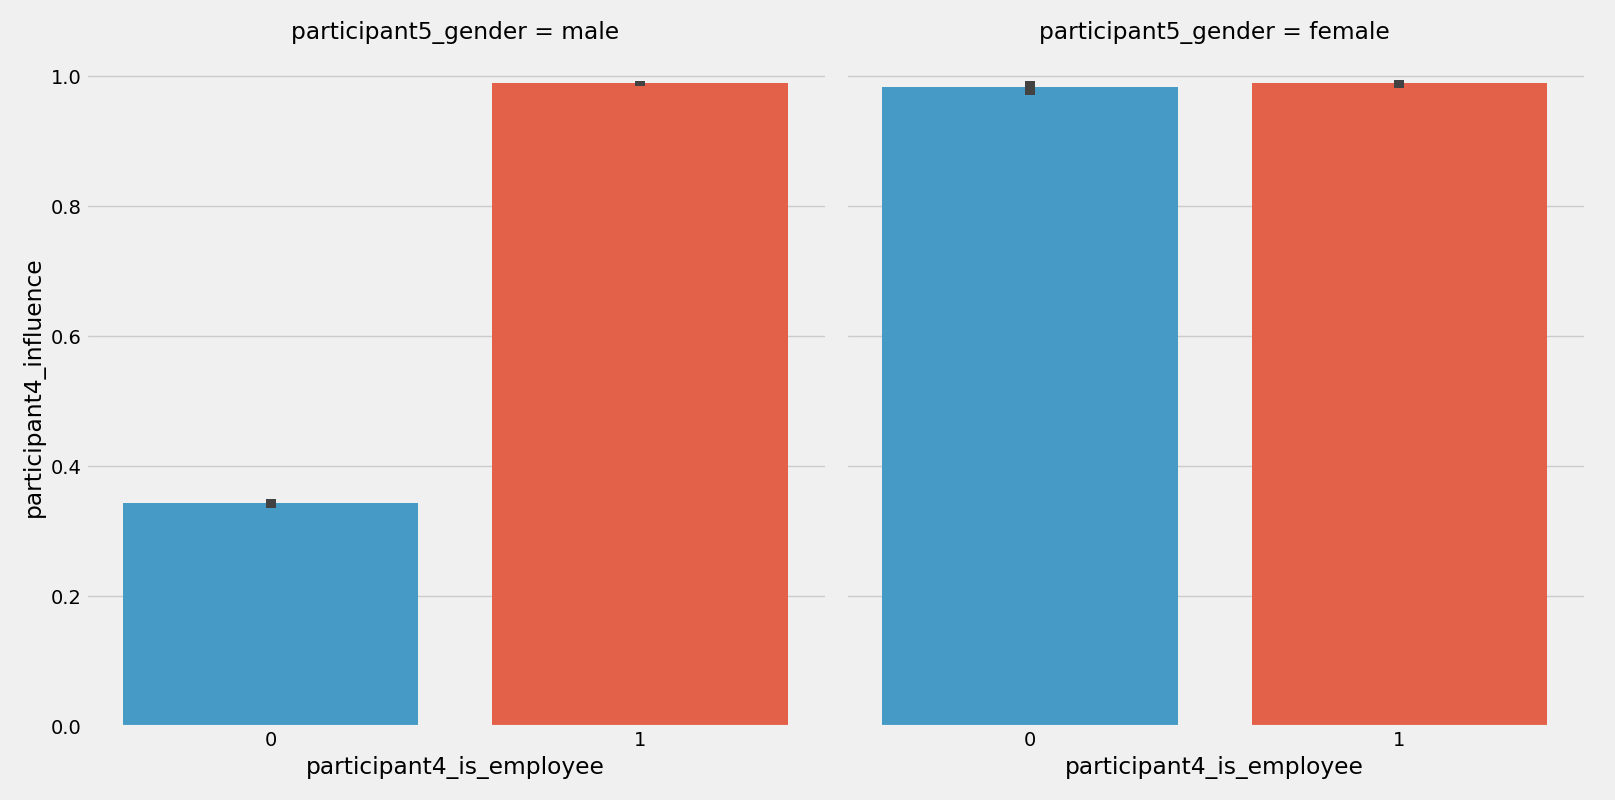 participant5_gender = male
participant5_gender = female
participant4_influence
1.0
0.8
0.6
0.4
0.2
0.0
0 1
0 1
participant4_is_employee
participant4_is_employee